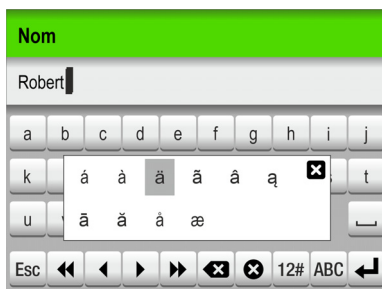 Nom
Robert
a b c d e f g h i j
k t
á à ä ã â ą
u
ā ă å æ
Esc 12# ABC